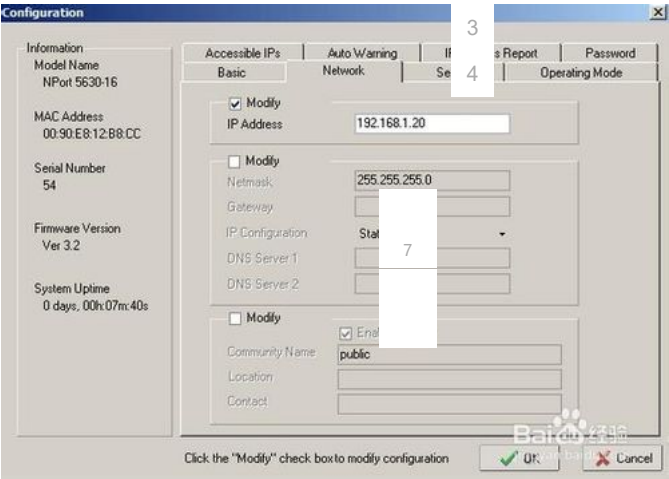 Configuration
Information
Model Name
NPort 5630-16
MAC Address
00:90:E8:12:B8:CC
Serial Number
54
Firmware Version
Ver 3.2
System Uptime
0 days, 00h:07m:40s
3
Accessible IPs Auto Warning Report Password
Basic Network 4 Operating Mode
Modify
IP Address 192.168.1.20
Modify
Netmask 255.255.255.0
Gateway
IP Configuration
7
DNS Server 1
DNS Server 2
Modify
Community Name public
Location
Contact
Click the "Modify" check box to modify configuration
OK Cancel
Baidu 经验